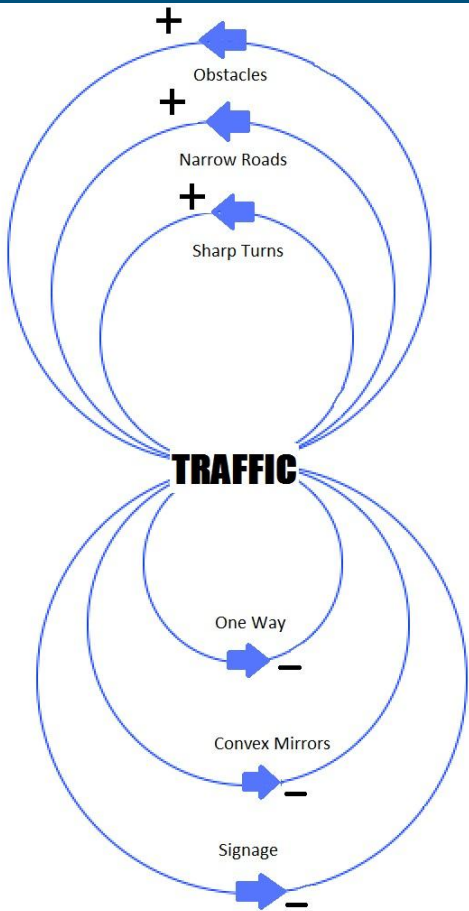 +
Obstacles
+
Narrow Roads
+
Sharp Turns
TRAFFIC
One Way
–
Convex Mirrors
–
Signage
–